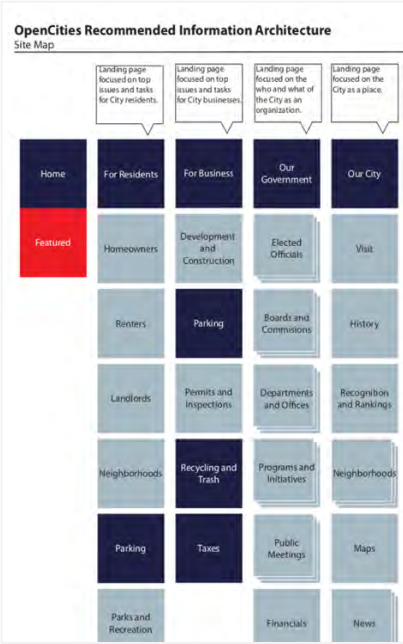 OpenCities Recommended Information Architecture
Site Map
Landing page
focused on top
issues and tasks
for City residents.
Landing page
focused on top
issues and tasks
for City businesses.
Landing page
focused on the
who and what of
the City as an
organization.
Landing page
focused on the
City as a place.
Home
For Residents
For Business
Our
Government
Our City
Featured
Homeowners
Development
and
Construction
Elected
Officials
Visit
Renters
Parking
Boards and
Commisions
History
Landlords
Permits and
Inspections
Departments
and Offices
Recognition
and Rankings
Neighborhoods
Recycling and
Trash
Programs and
Initiatives
Neighborhoods
Parking
Taxes
Public
Meetings
Maps
Parks and
Recreation
Financials
News